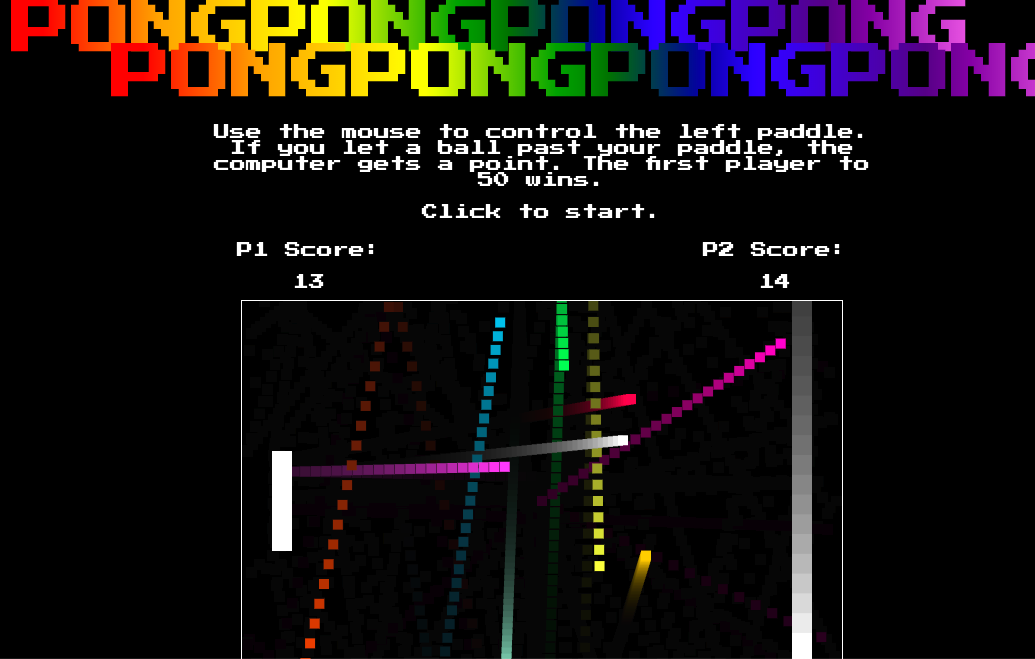 PONGPONGPONGPONG
PONGPONGPONGPONG
Use the mouse to control the left paddle.
If you let a ball past your paddle, the
computer gets a point. The first player to
50 wins.
Click to start.
P1 Score:
P2 Score:
13
14